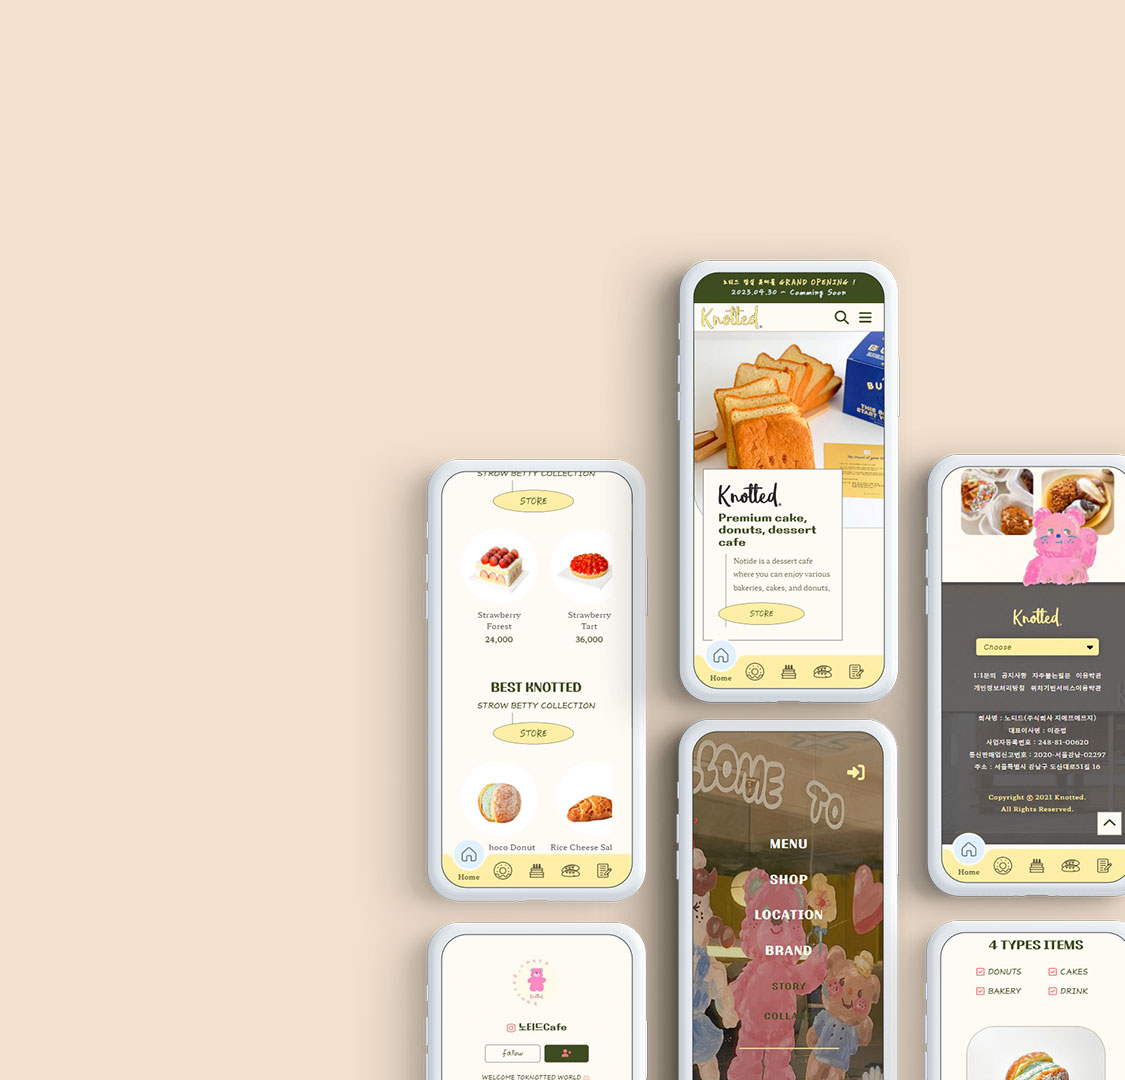 노티드 명실 휴게홈 GRAND OPENING !
2023.04.30 - Comming Soon
Knotted.
Knotted.
Premium cake,
donuts, dessert
cafe
Notide is a dessert cafe
where you can enjoy various
bakeries, cakes, and donuts,
STORE
Home
STROW BETTY COLLECTION
STORE
Strawberry
Forest
24,000
Strawberry
Tart
36,000
BEST KNOTTED
STROW BETTY COLLECTION
STORE
hoco Donut
Rice Cheese Sal
Home
Knotted.
Choose
1:1문의 공지사항 자주묻는질문 이용약관
개인정보처리방침 위치기반서비스이용약관
회사명 : 노티드(주식회사 지에프에프지)
대표이사명 : 이준범
사업자등록번호 : 248-81-00620
통신판매업신고번호 : 2020-서울강남-02297
주소 : 서울특별시 강남구 도산대로51길 16
Copyright © 2021 Knotted.
All Rights Reserved.
Home
LOME TO
MENU
SHOP
LOCATION
BRAND
STORY
COLLA
노티드Cafe
follow
WELCOME TOKNOTTED WORLD
4 TYPES ITEMS
DONUTS
CAKES
BAKERY
DRINK